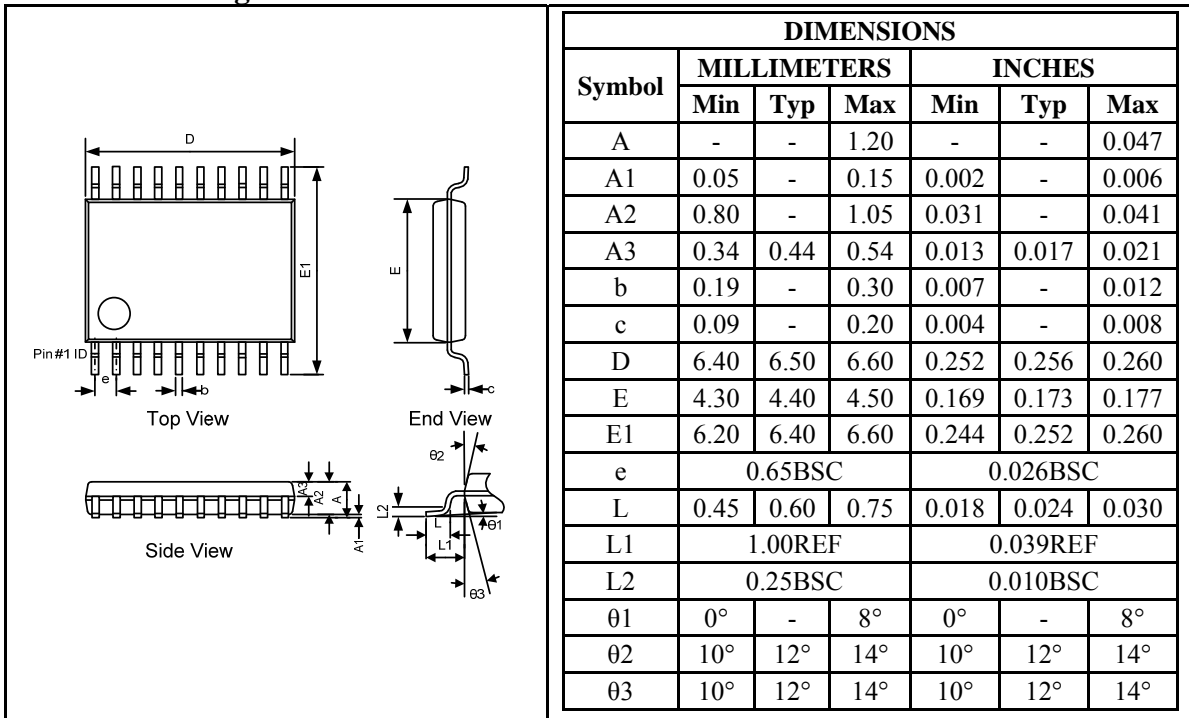 D
E1
E
Pin #1 ID
e
b
c
Top View
End View
θ2
A3
A2
A
A1
Side View
L2
L
L1
θ1
θ3
DIMENSIONS
Symbol MILLIMETERS INCHES
Min Typ Max Min Typ Max
A - - 1.20 - - 0.047
A1 0.05 - 0.15 0.002 - 0.006
A2 0.80 - 1.05 0.031 - 0.041
A3 0.34 0.44 0.54 0.013 0.017 0.021
b 0.19 - 0.30 0.007 - 0.012
c 0.09 - 0.20 0.004 - 0.008
D 6.40 6.50 6.60 0.252 0.256 0.260
E 4.30 4.40 4.50 0.169 0.173 0.177
E1 6.20 6.40 6.60 0.244 0.252 0.260
e 0.65BSC 0.026BSC
L 0.45 0.60 0.75 0.018 0.024 0.030
L1 1.00REF 0.039REF
L2 0.25BSC 0.010BSC
θ1 0° - 8° 0° - 8°
θ2 10° 12° 14° 10° 12° 14°
θ3 10° 12° 14° 10° 12° 14°